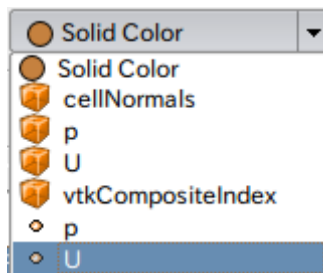 Solid Color
Solid Color
cellNormals
p
U
vtkCompositeIndex
p
U